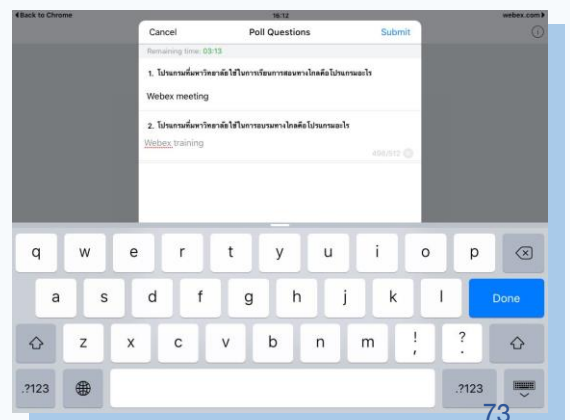 Back to Chrome 16:12 webex.com
Cancel Poll Questions Submit
Remaining time: 03:13
1. โปรแกรมที่มหาวิทยาลัยใช้ในการเรียนการสอนทางไกลคือโปรแกรมอะไร
Webex meeting
2. โปรแกรมที่มหาวิทยาลัยใช้ในการอบรมทางไกลคือโปรแกรมอะไร
Webex training
498/512
q w e r t y u i o p
a s d f g h j k l Done
z x c v b n m ! , ? .
.?123 .?123
73